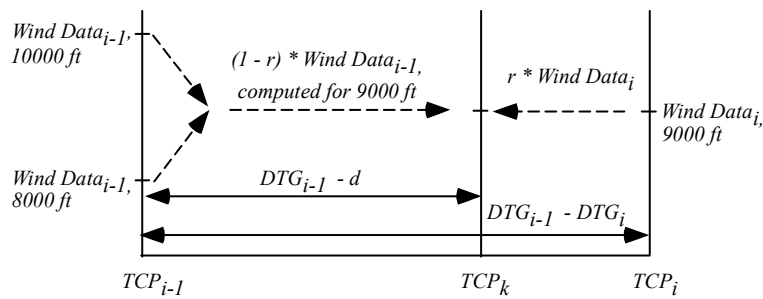 Wind Data_{i-1},
10000 ft
(1 - r) * Wind Data_{i-1},
computed for 9000 ft
r * Wind Data_i
Wind Data_i,
9000 ft
Wind Data_{i-1},
8000 ft
DTG_{i-1} - d
DTG_{i-1} - DTG_i
TCP_{i-1}
TCP_k
TCP_i